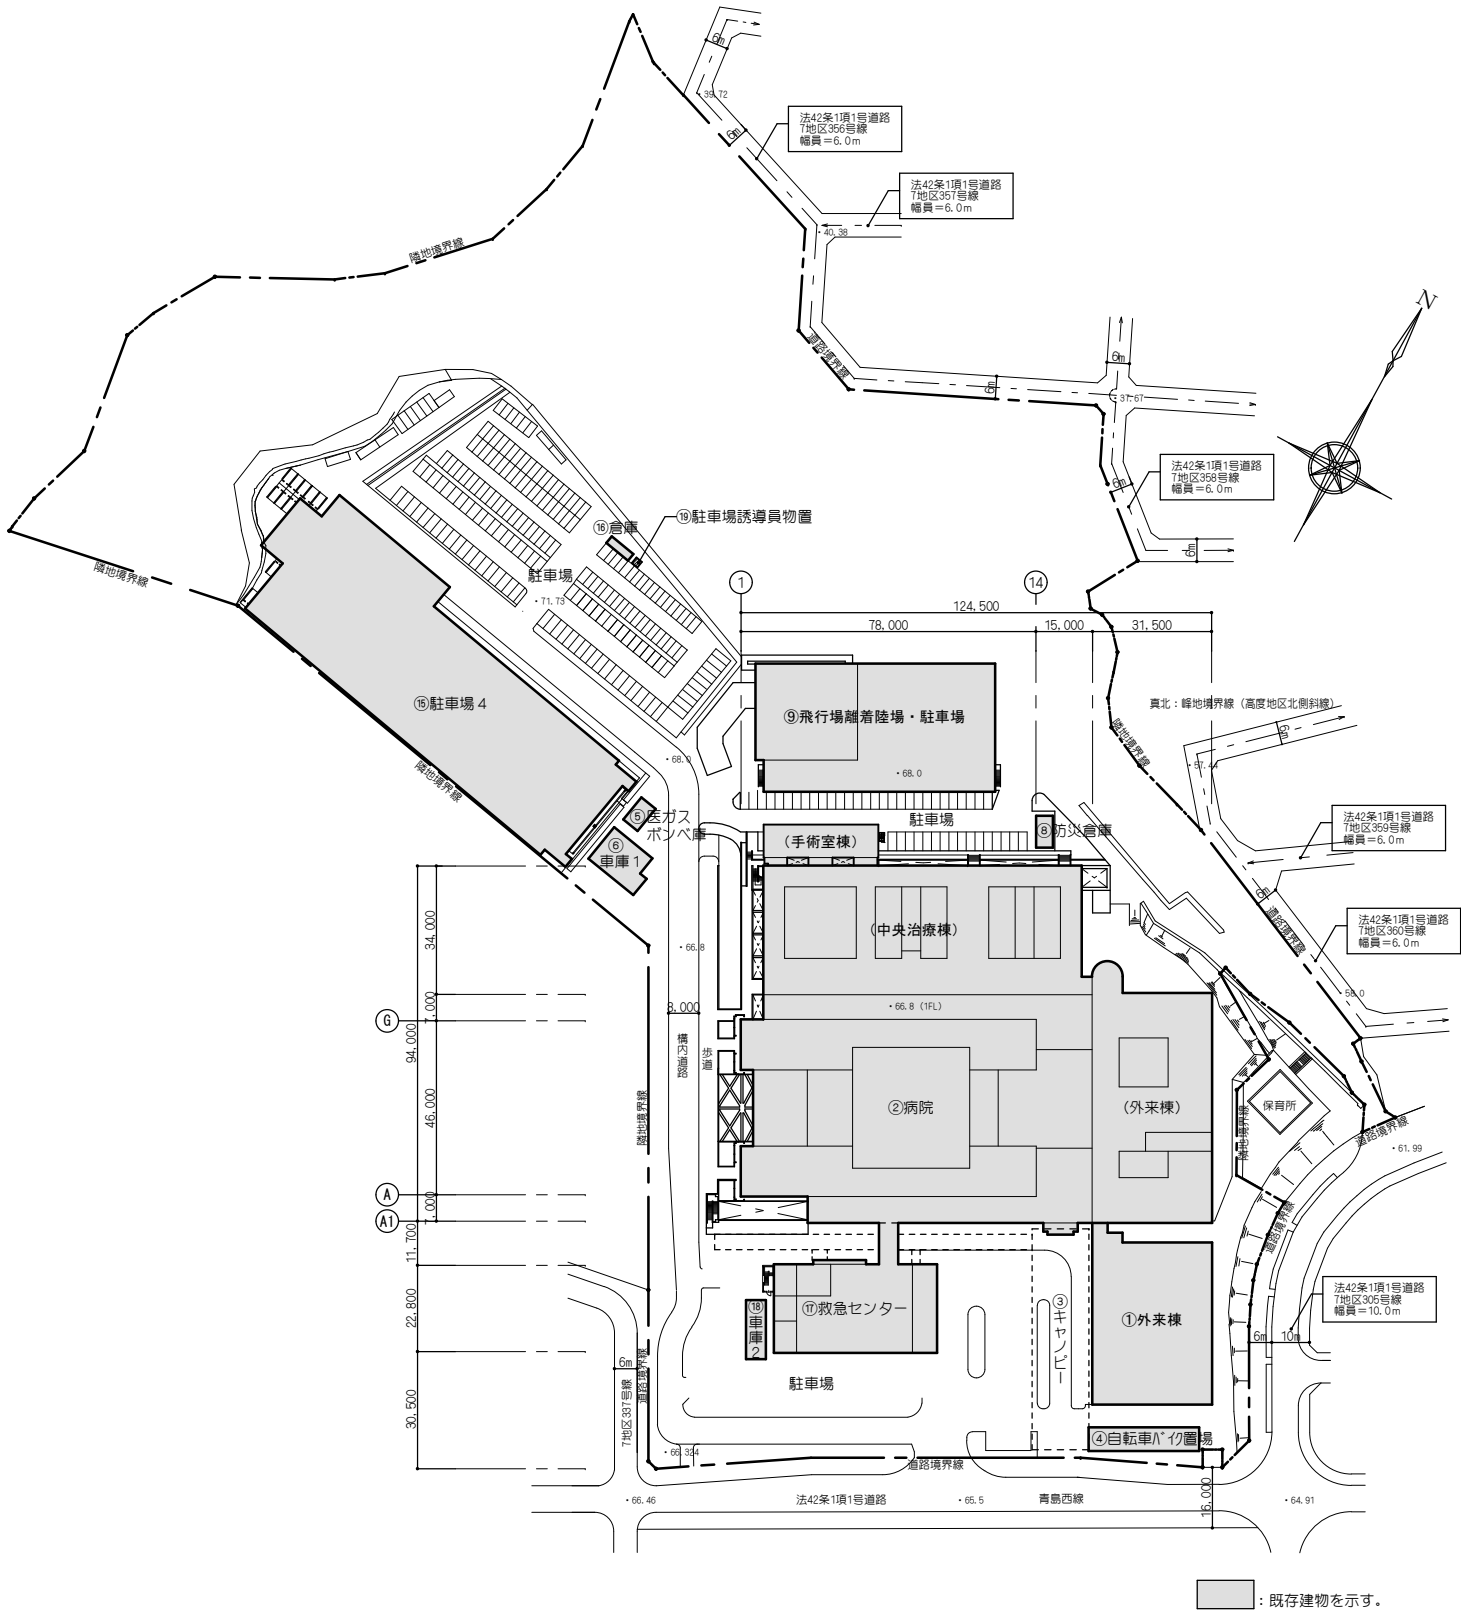 6m
・39.72
法42条1項1号道路
7地区356号線
幅員=6.0m
6m
法42条1項1号道路
7地区357号線
幅員=6.0m
・40.38
隣地境界線
N
道路境界線
6m
6m
・37.67
法42条1項1号道路
7地区358号線
幅員=6.0m
6m
6m
⑯倉庫
⑲駐車場誘導員物置
隣地境界線
駐車場
・71.73
1
14
124,500
78,000
15,000
31,500
⑮駐車場4
⑨飛行場離着陸場・駐車場
真北:峰地境界線(高度地区北側斜線)
6m
隣地境界線
・57.44
・68.0
・68.0
隣地境界線
⑤医ガス
ボンベ庫
駐車場
⑧防災倉庫
法42条1項1号道路
7地区359号線
幅員=6.0m
⑥
車庫1
(手術室棟)
6m
道路境界線
法42条1項1号道路
7地区360号線
幅員=6.0m
34,000
(中央治療棟)
・66.8
・58.0
7,000
8,000
・66.8 (1FL)
G
94,000
構内道路
歩道
46,000
②病院
(外来棟)
保育所
隣地境界線
隣地境界線
道路境界線
・61.99
A
7,000
A1
11,700
道路境界線
22,800
⑱
車庫2
⑰救急センター
③キャノピー
①外来棟
法42条1項1号道路
7地区305号線
幅員=10.0m
6m
10m
6m
7地区337号線
道路境界線
駐車場
30,500
④自転車バイク置場
・66.324
道路境界線
16,000
・66.46
法42条1項1号道路
・65.5
青島西線
・64.91
:既存建物を示す。